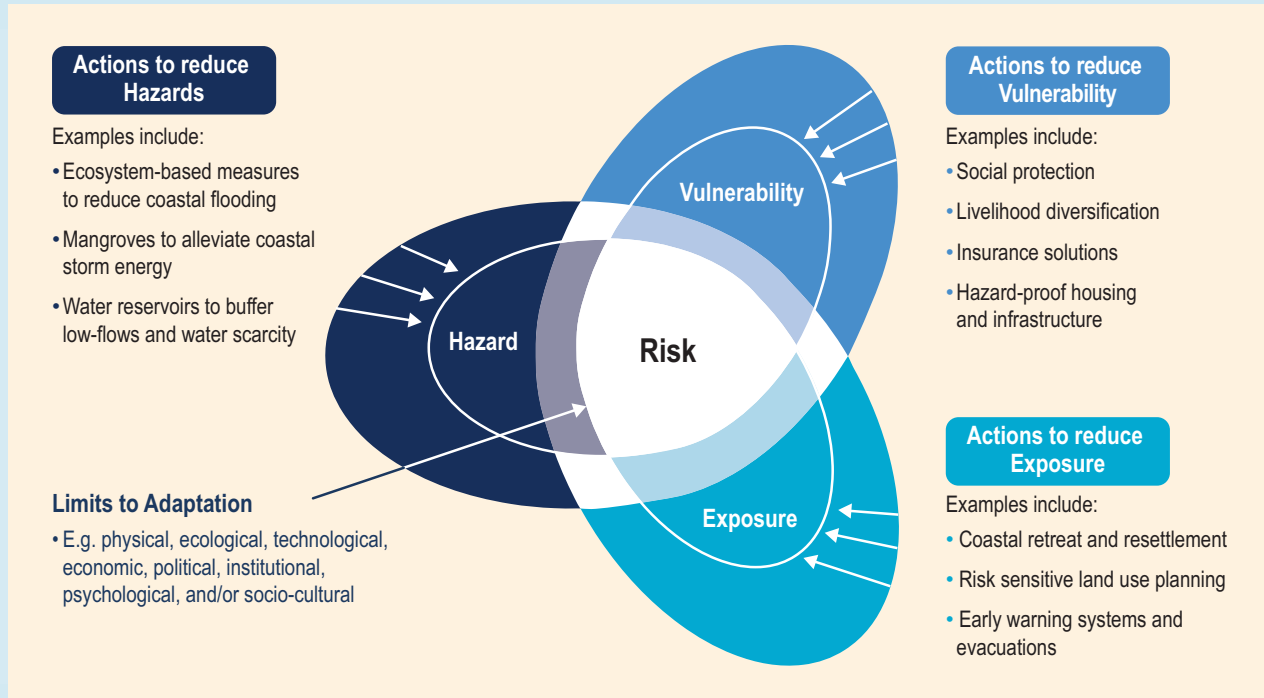 Actions to reduce
Hazards
Examples include:
• Ecosystem-based measures
to reduce coastal flooding
• Mangroves to alleviate coastal
storm energy
• Water reservoirs to buffer
low-flows and water scarcity
Limits to Adaptation
• E.g. physical, ecological, technological,
economic, political, institutional,
psychological, and/or socio-cultural
Hazard
Vulnerability
Risk
Exposure
Actions to reduce
Vulnerability
Examples include:
• Social protection
• Livelihood diversification
• Insurance solutions
• Hazard-proof housing
and infrastructure
Actions to reduce
Exposure
Examples include:
• Coastal retreat and resettlement
• Risk sensitive land use planning
• Early warning systems and
evacuations